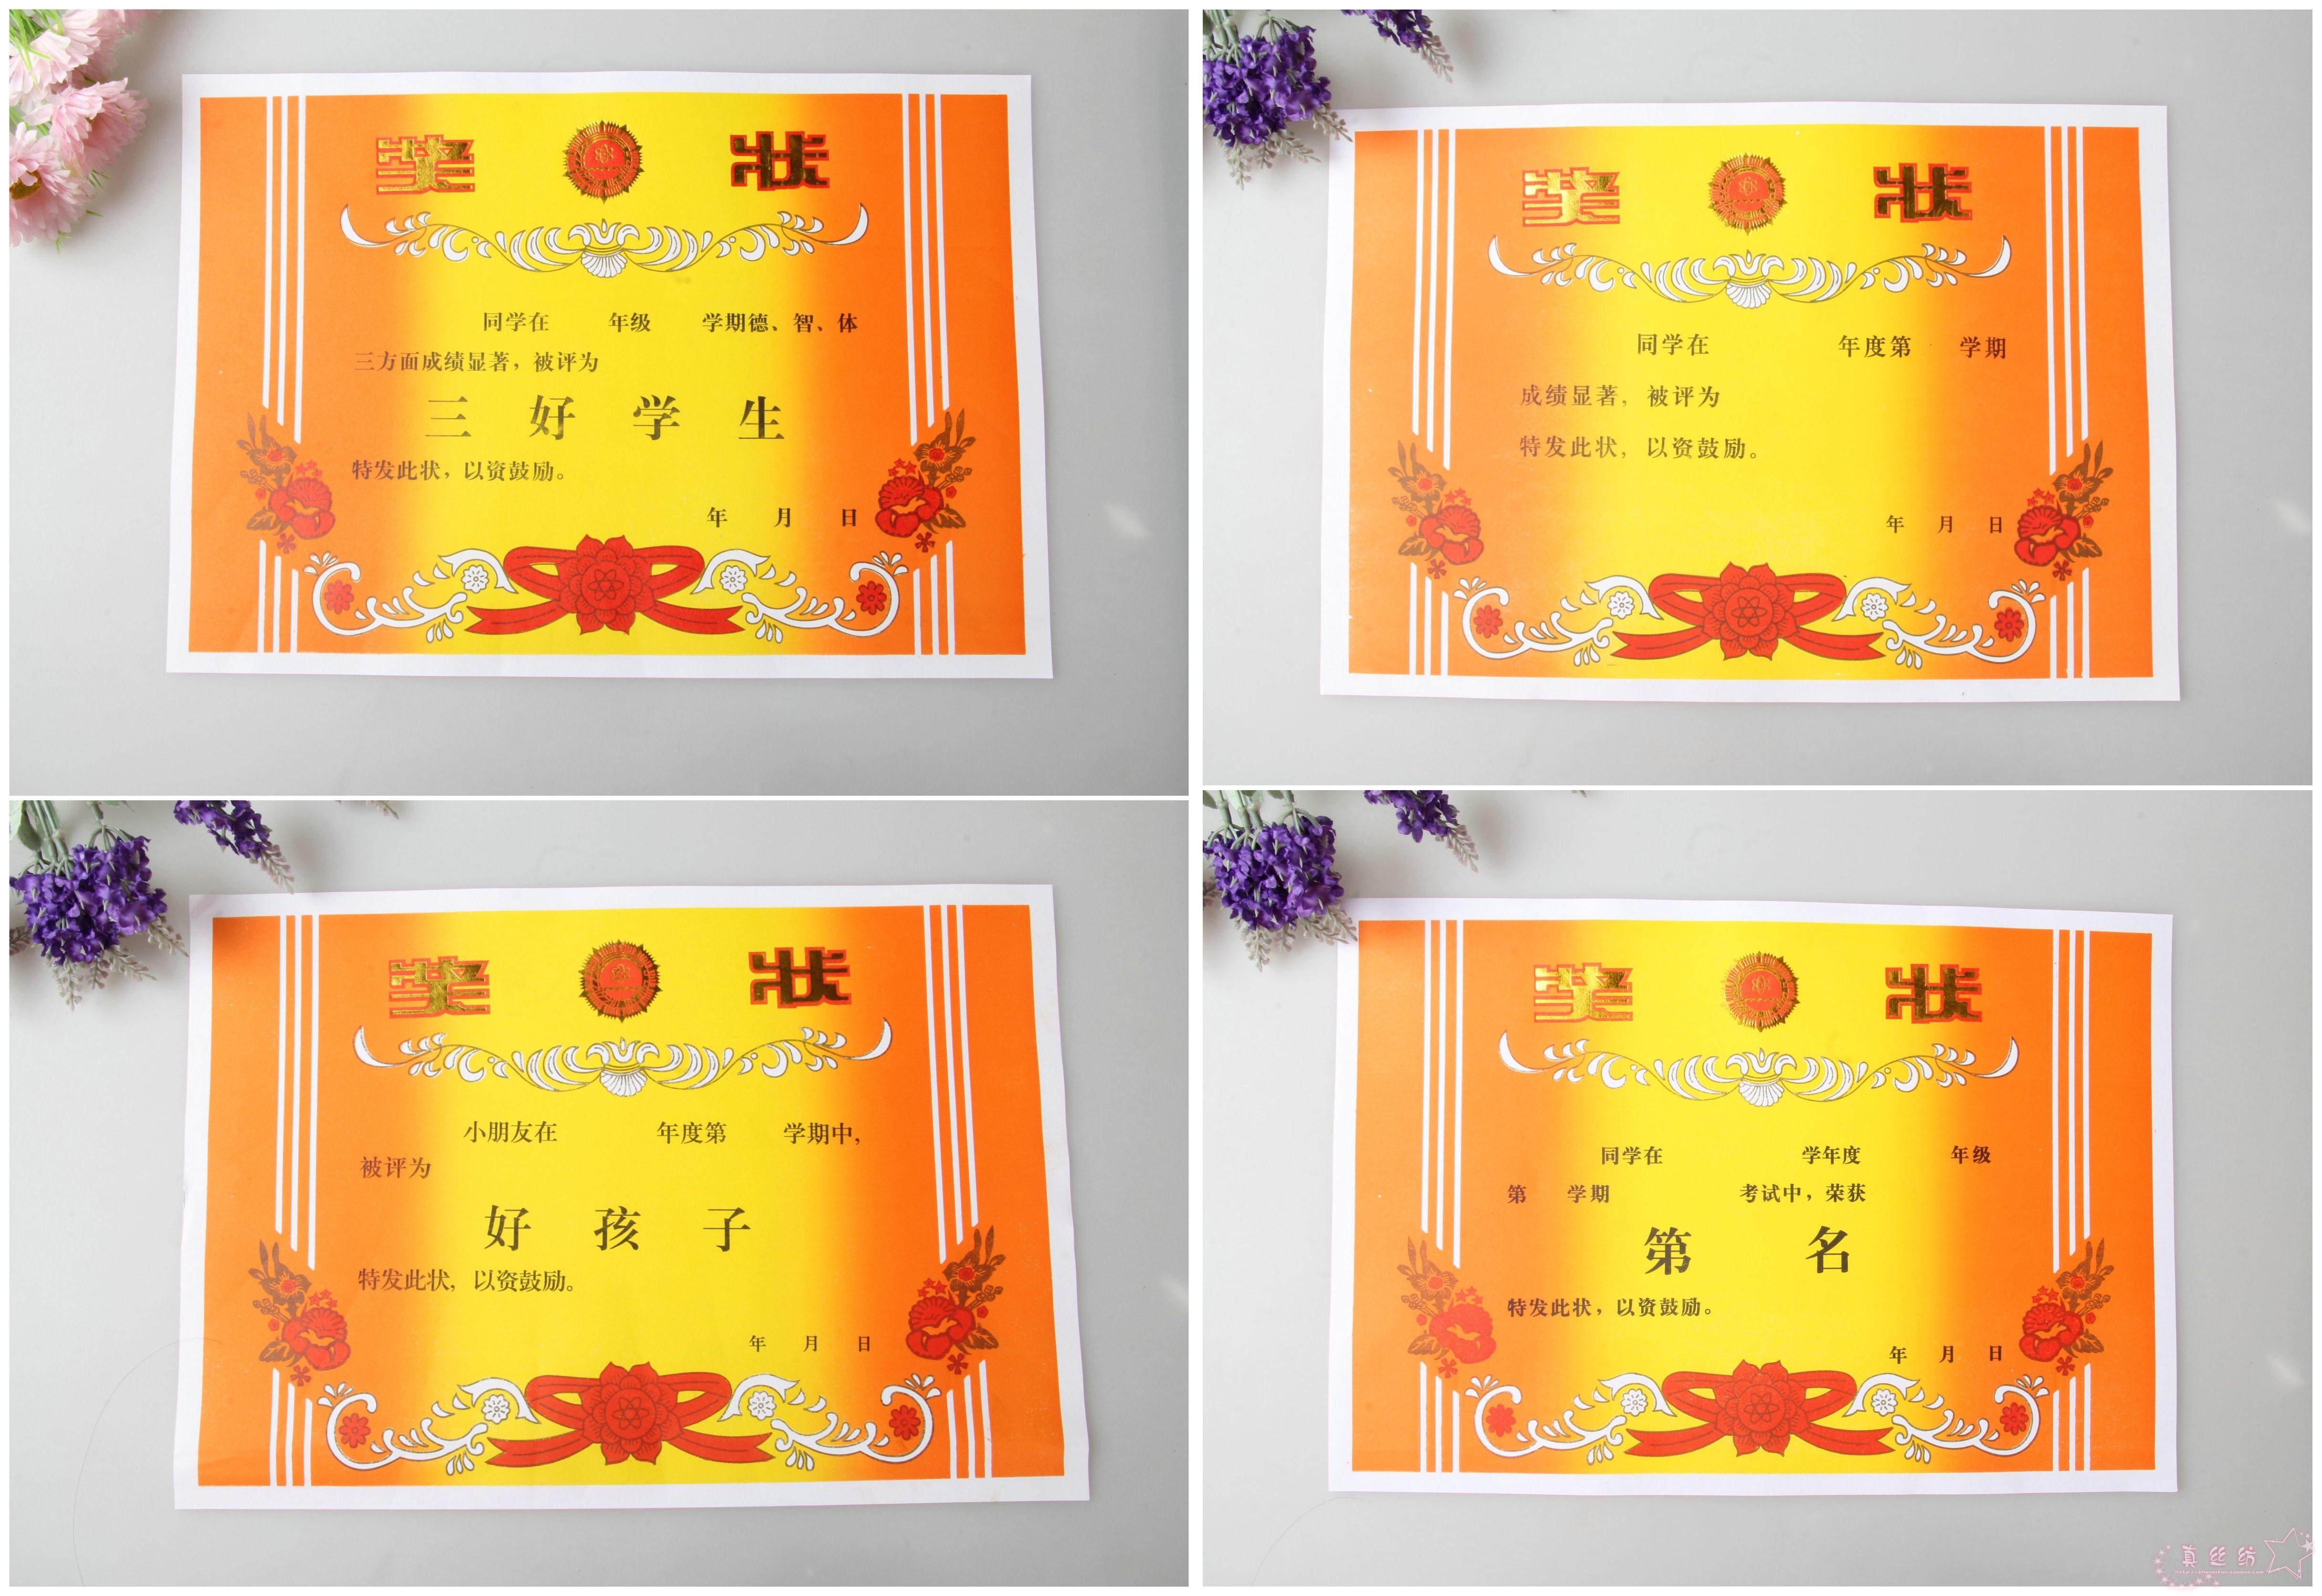 奖 状
同学在 年级 学期德、智、体
三方面成绩显著，被评为
三 好 学 生
特发此状，以资鼓励。
年 月 日
奖 状
同学在 年度第 学期
成绩显著，被评为
特发此状，以资鼓励。
年 月 日
奖 状
小朋友在 年度第 学期中，
被评为
好 孩 子
特发此状，以资鼓励。
年 月 日
奖 状
同学在 学年度 年级
第 学期 考试中，荣获
第 名
特发此状，以资鼓励。
年 月 日
真丝纺